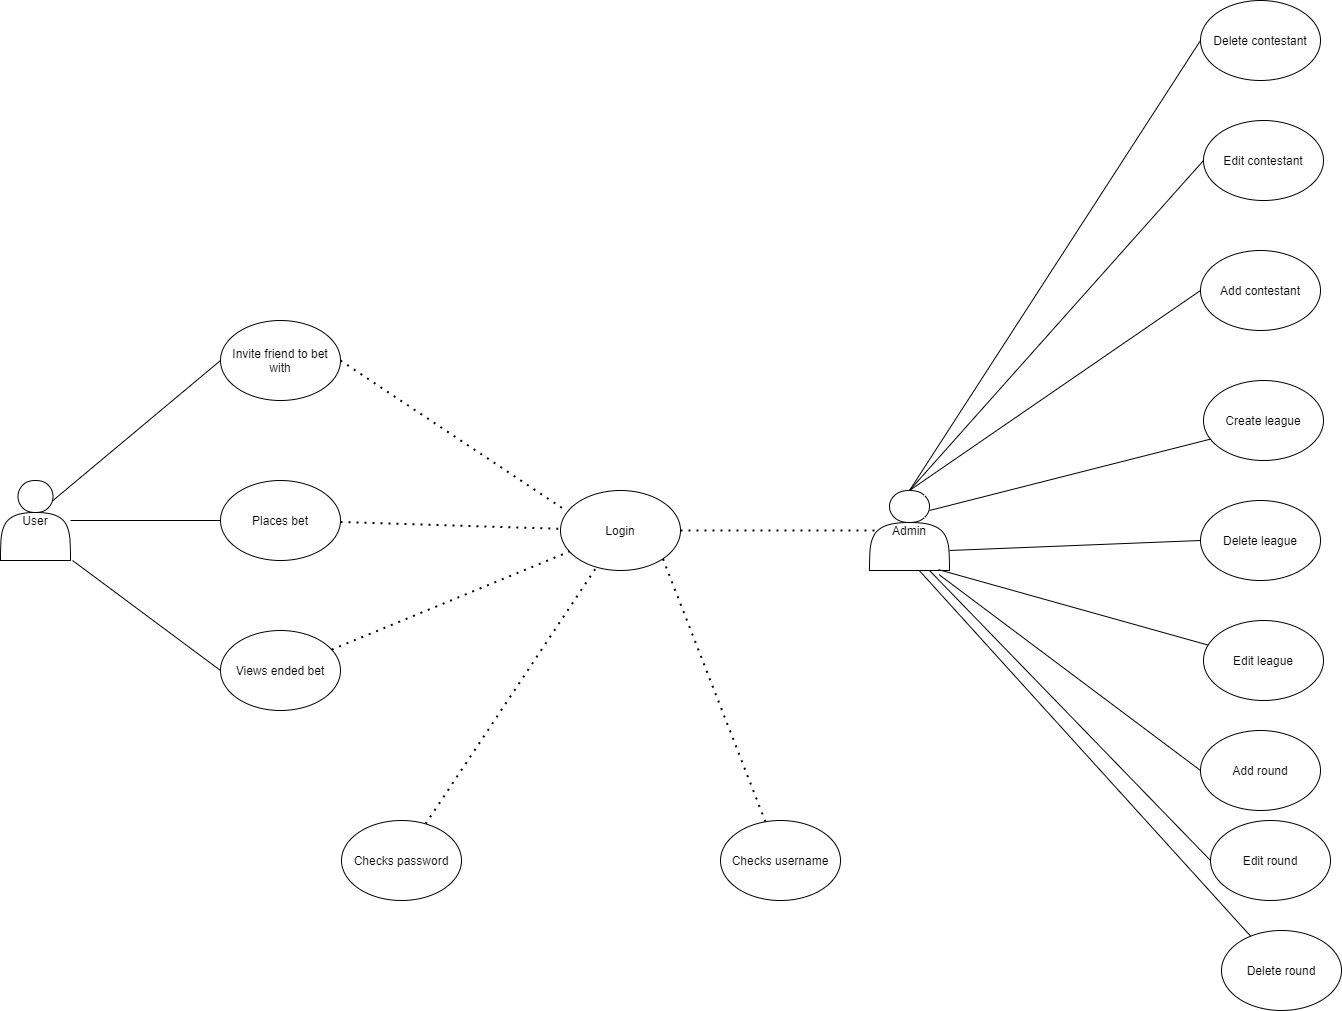 Delete contestant
Edit contestant
Add contestant
Invite friend to bet
with
Create league
User
Places bet
Login
Admin
Delete league
Views ended bet
Edit league
Add round
Checks password
Checks username
Edit round
Delete round